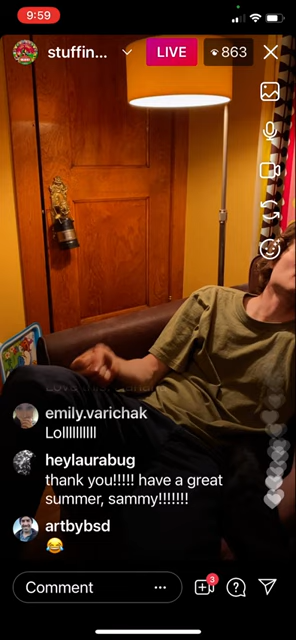 9:59
stuffin...
LIVE
863
emily.varichak
Lolllllllllll
heylaurabug
thank you!!!!! have a great
summer, sammy!!!!!!!
artbybsd
Comment
3